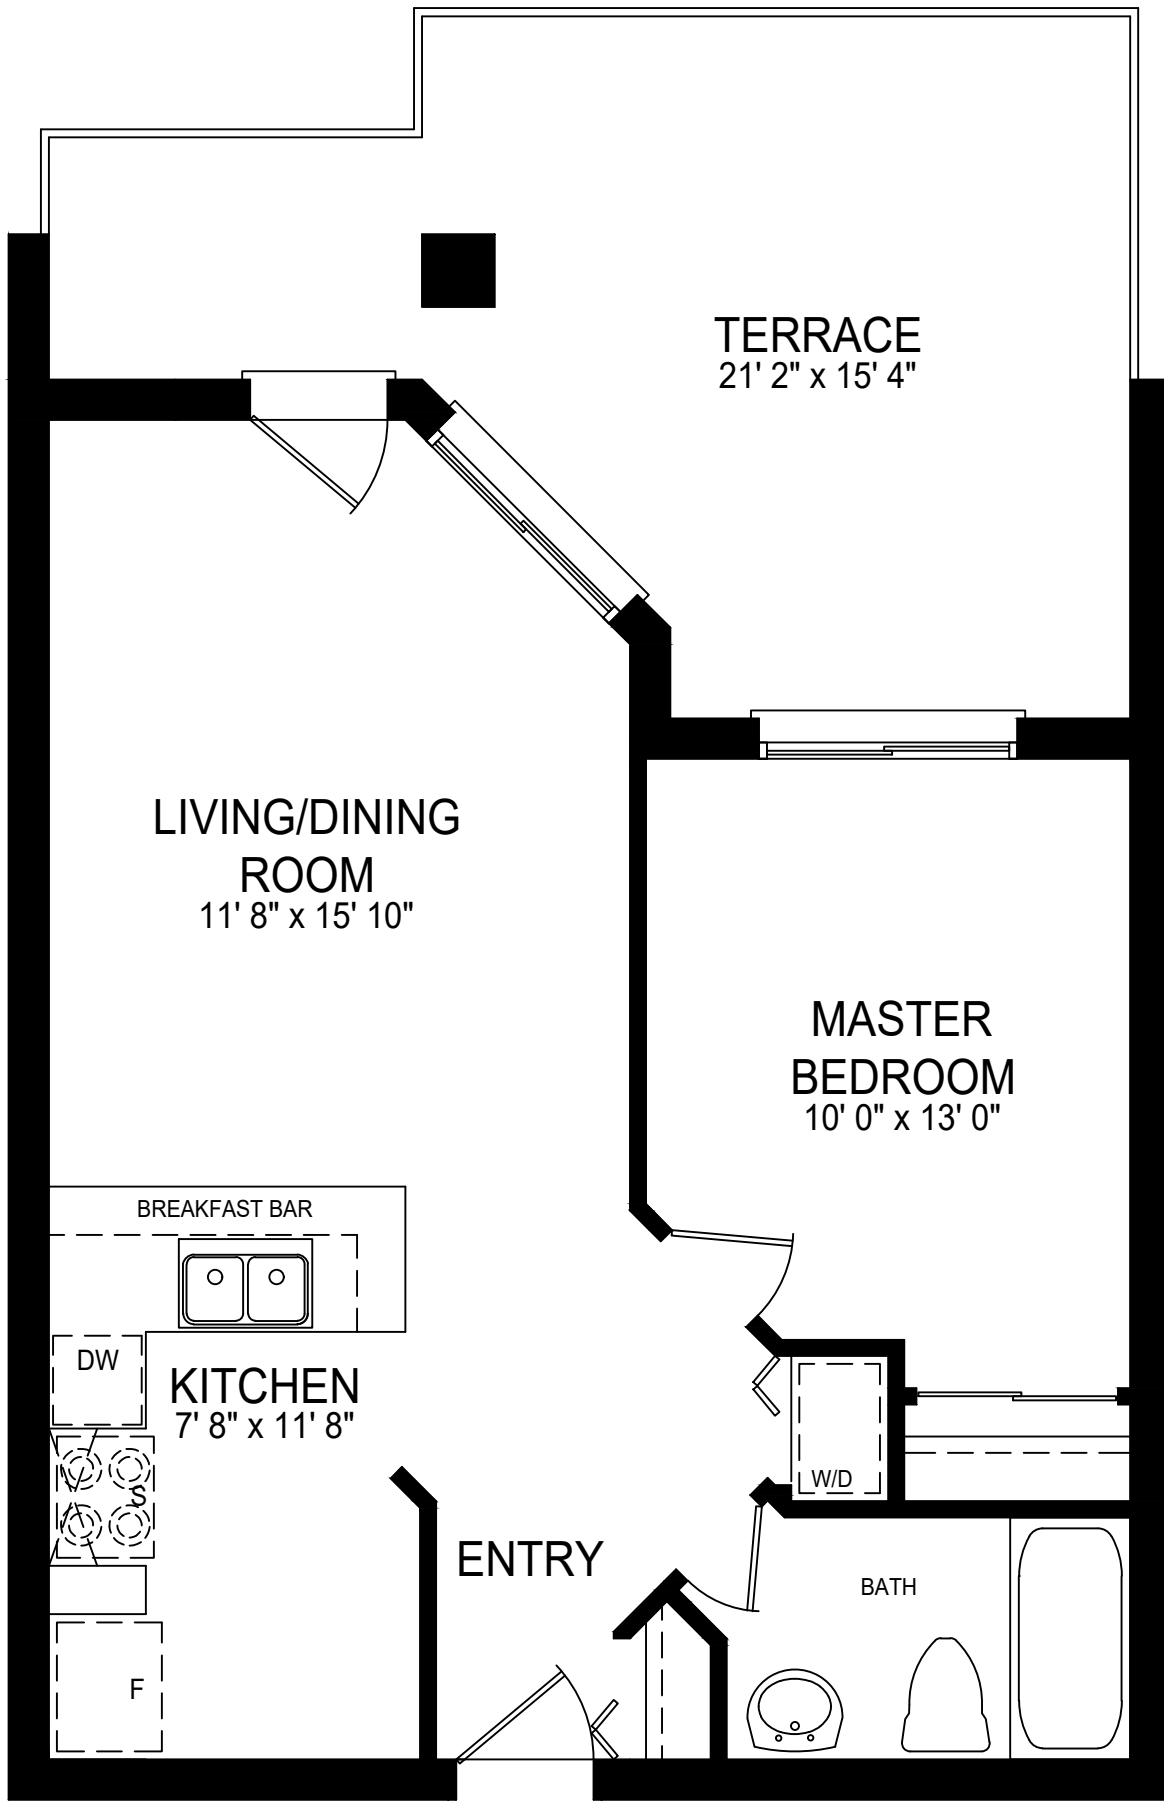 TERRACE
21' 2" x 15' 4"
LIVING/DINING
ROOM
11' 8" x 15' 10"
MASTER
BEDROOM
10' 0" x 13' 0"
BREAKFAST BAR
DW
KITCHEN
7' 8" x 11' 8"
S
W/D
ENTRY
BATH
F